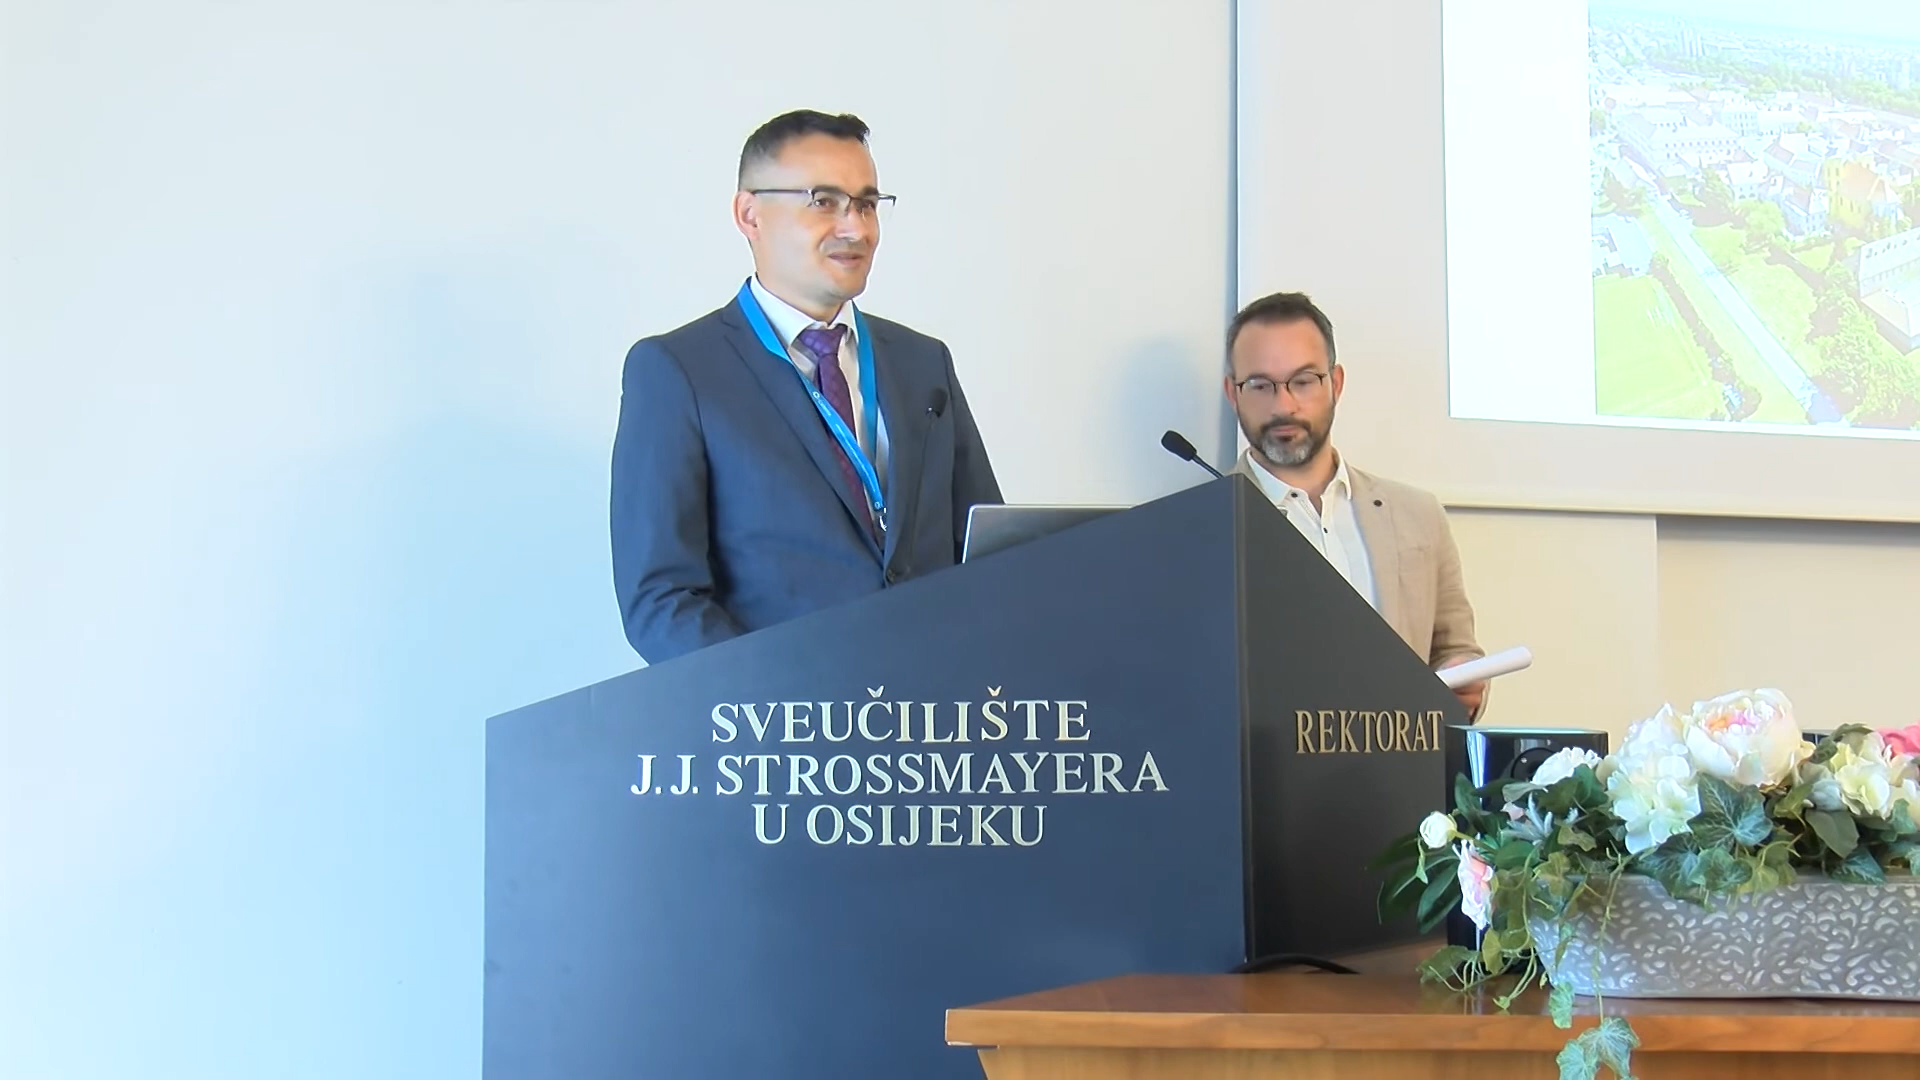 SVEUČILIŠTE
J.J. STROSSMAYERA
U OSIJEKU
REKTORAT